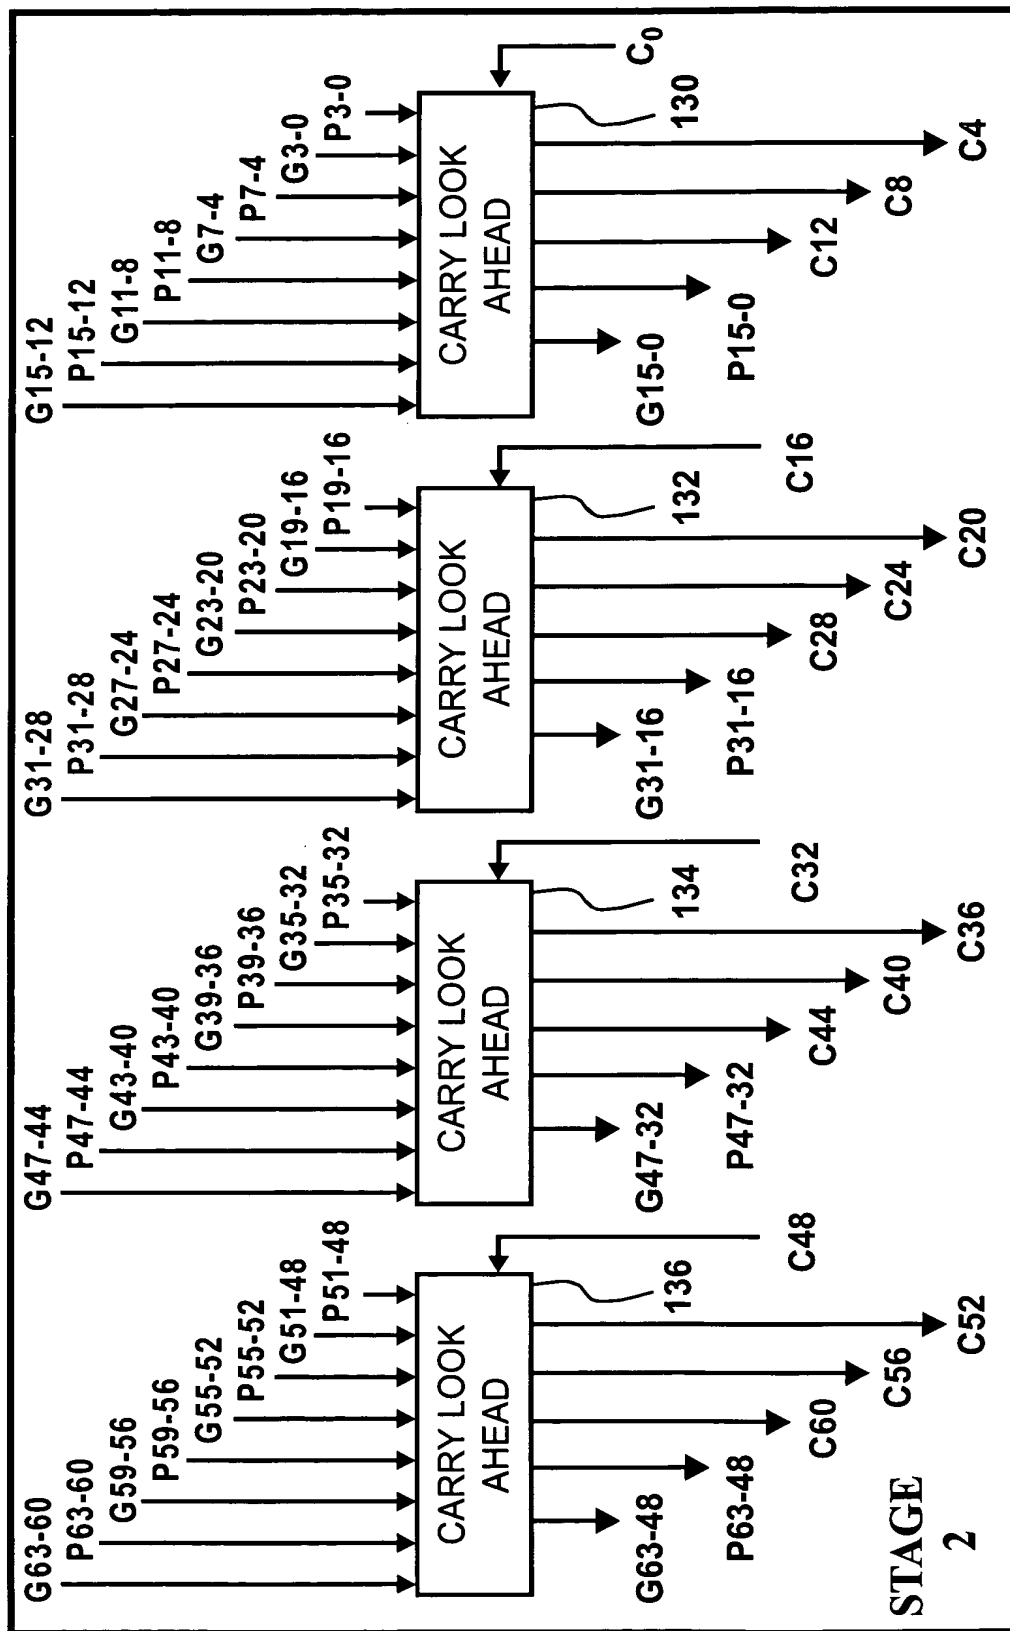 G63-60
P63-60
G59-56
P59-56
G55-52
P55-52
G51-48
P51-48
CARRY LOOK
AHEAD
136
C48
G63-48
P63-48
C60
C56
C52
G47-44
P47-44
G43-40
P43-40
G39-36
P39-36
G35-32
P35-32
CARRY LOOK
AHEAD
134
C32
G47-32
P47-32
C44
C40
C36
G31-28
P31-28
G27-24
P27-24
G23-20
P23-20
G19-16
P19-16
CARRY LOOK
AHEAD
132
C16
G31-16
P31-16
C28
C24
C20
G15-12
P15-12
G11-8
P11-8
G7-4
P7-4
G3-0
P3-0
CARRY LOOK
AHEAD
130
C0
G15-0
P15-0
C12
C8
C4
STAGE
2